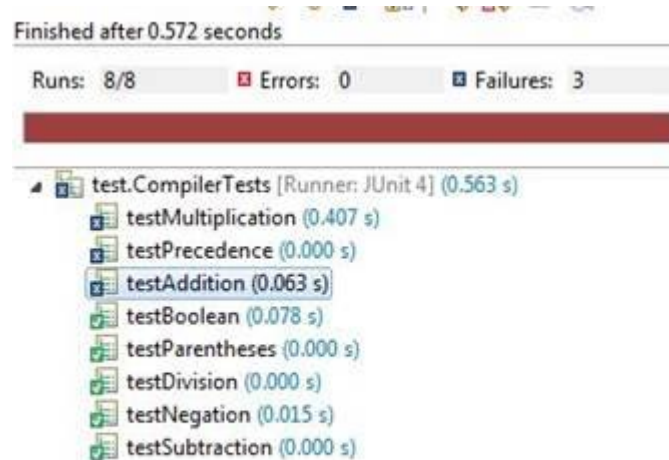 Finished after 0.572 seconds
Runs: 8/8 Errors: 0 Failures: 3
test.CompilerTests [Runner: JUnit 4] (0.563 s)
testMultiplication (0.407 s)
testPrecedence (0.000 s)
testAddition (0.063 s)
testBoolean (0.078 s)
testParentheses (0.000 s)
testDivision (0.000 s)
testNegation (0.015 s)
testSubtraction (0.000 s)